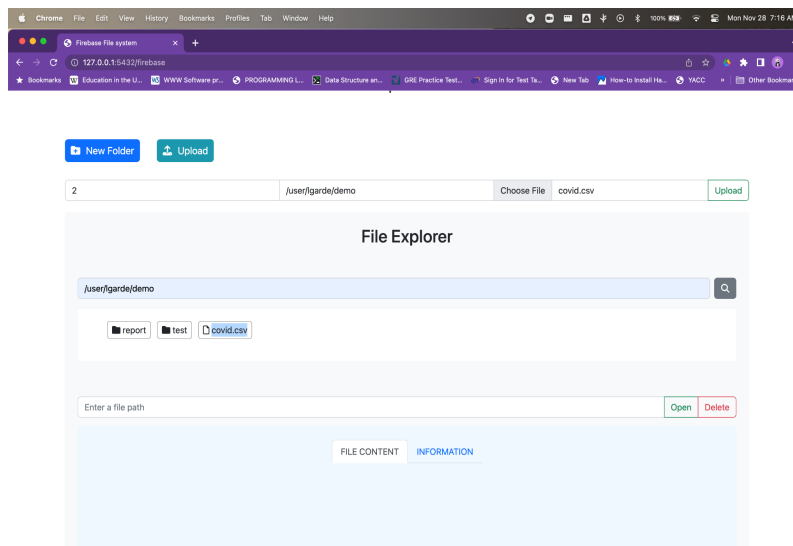 Chrome File Edit View History Bookmarks Profiles Tab Window Help 100% Mon Nov 28 7:16 AM
Firebase File system
127.0.0.1:5432/firebase
Bookmarks Education in the U... WWW Software pr... PROGRAMMING L... Data Structure an... GRE Practice Test... Sign In for Test Ta... New Tab How-to Install Ha... YACC » Other Bookmar
New Folder Upload
2 /user/lgarde/demo Choose File covid.csv Upload
File Explorer
/user/lgarde/demo
report test covid.csv
Enter a file path Open Delete
FILE CONTENT INFORMATION